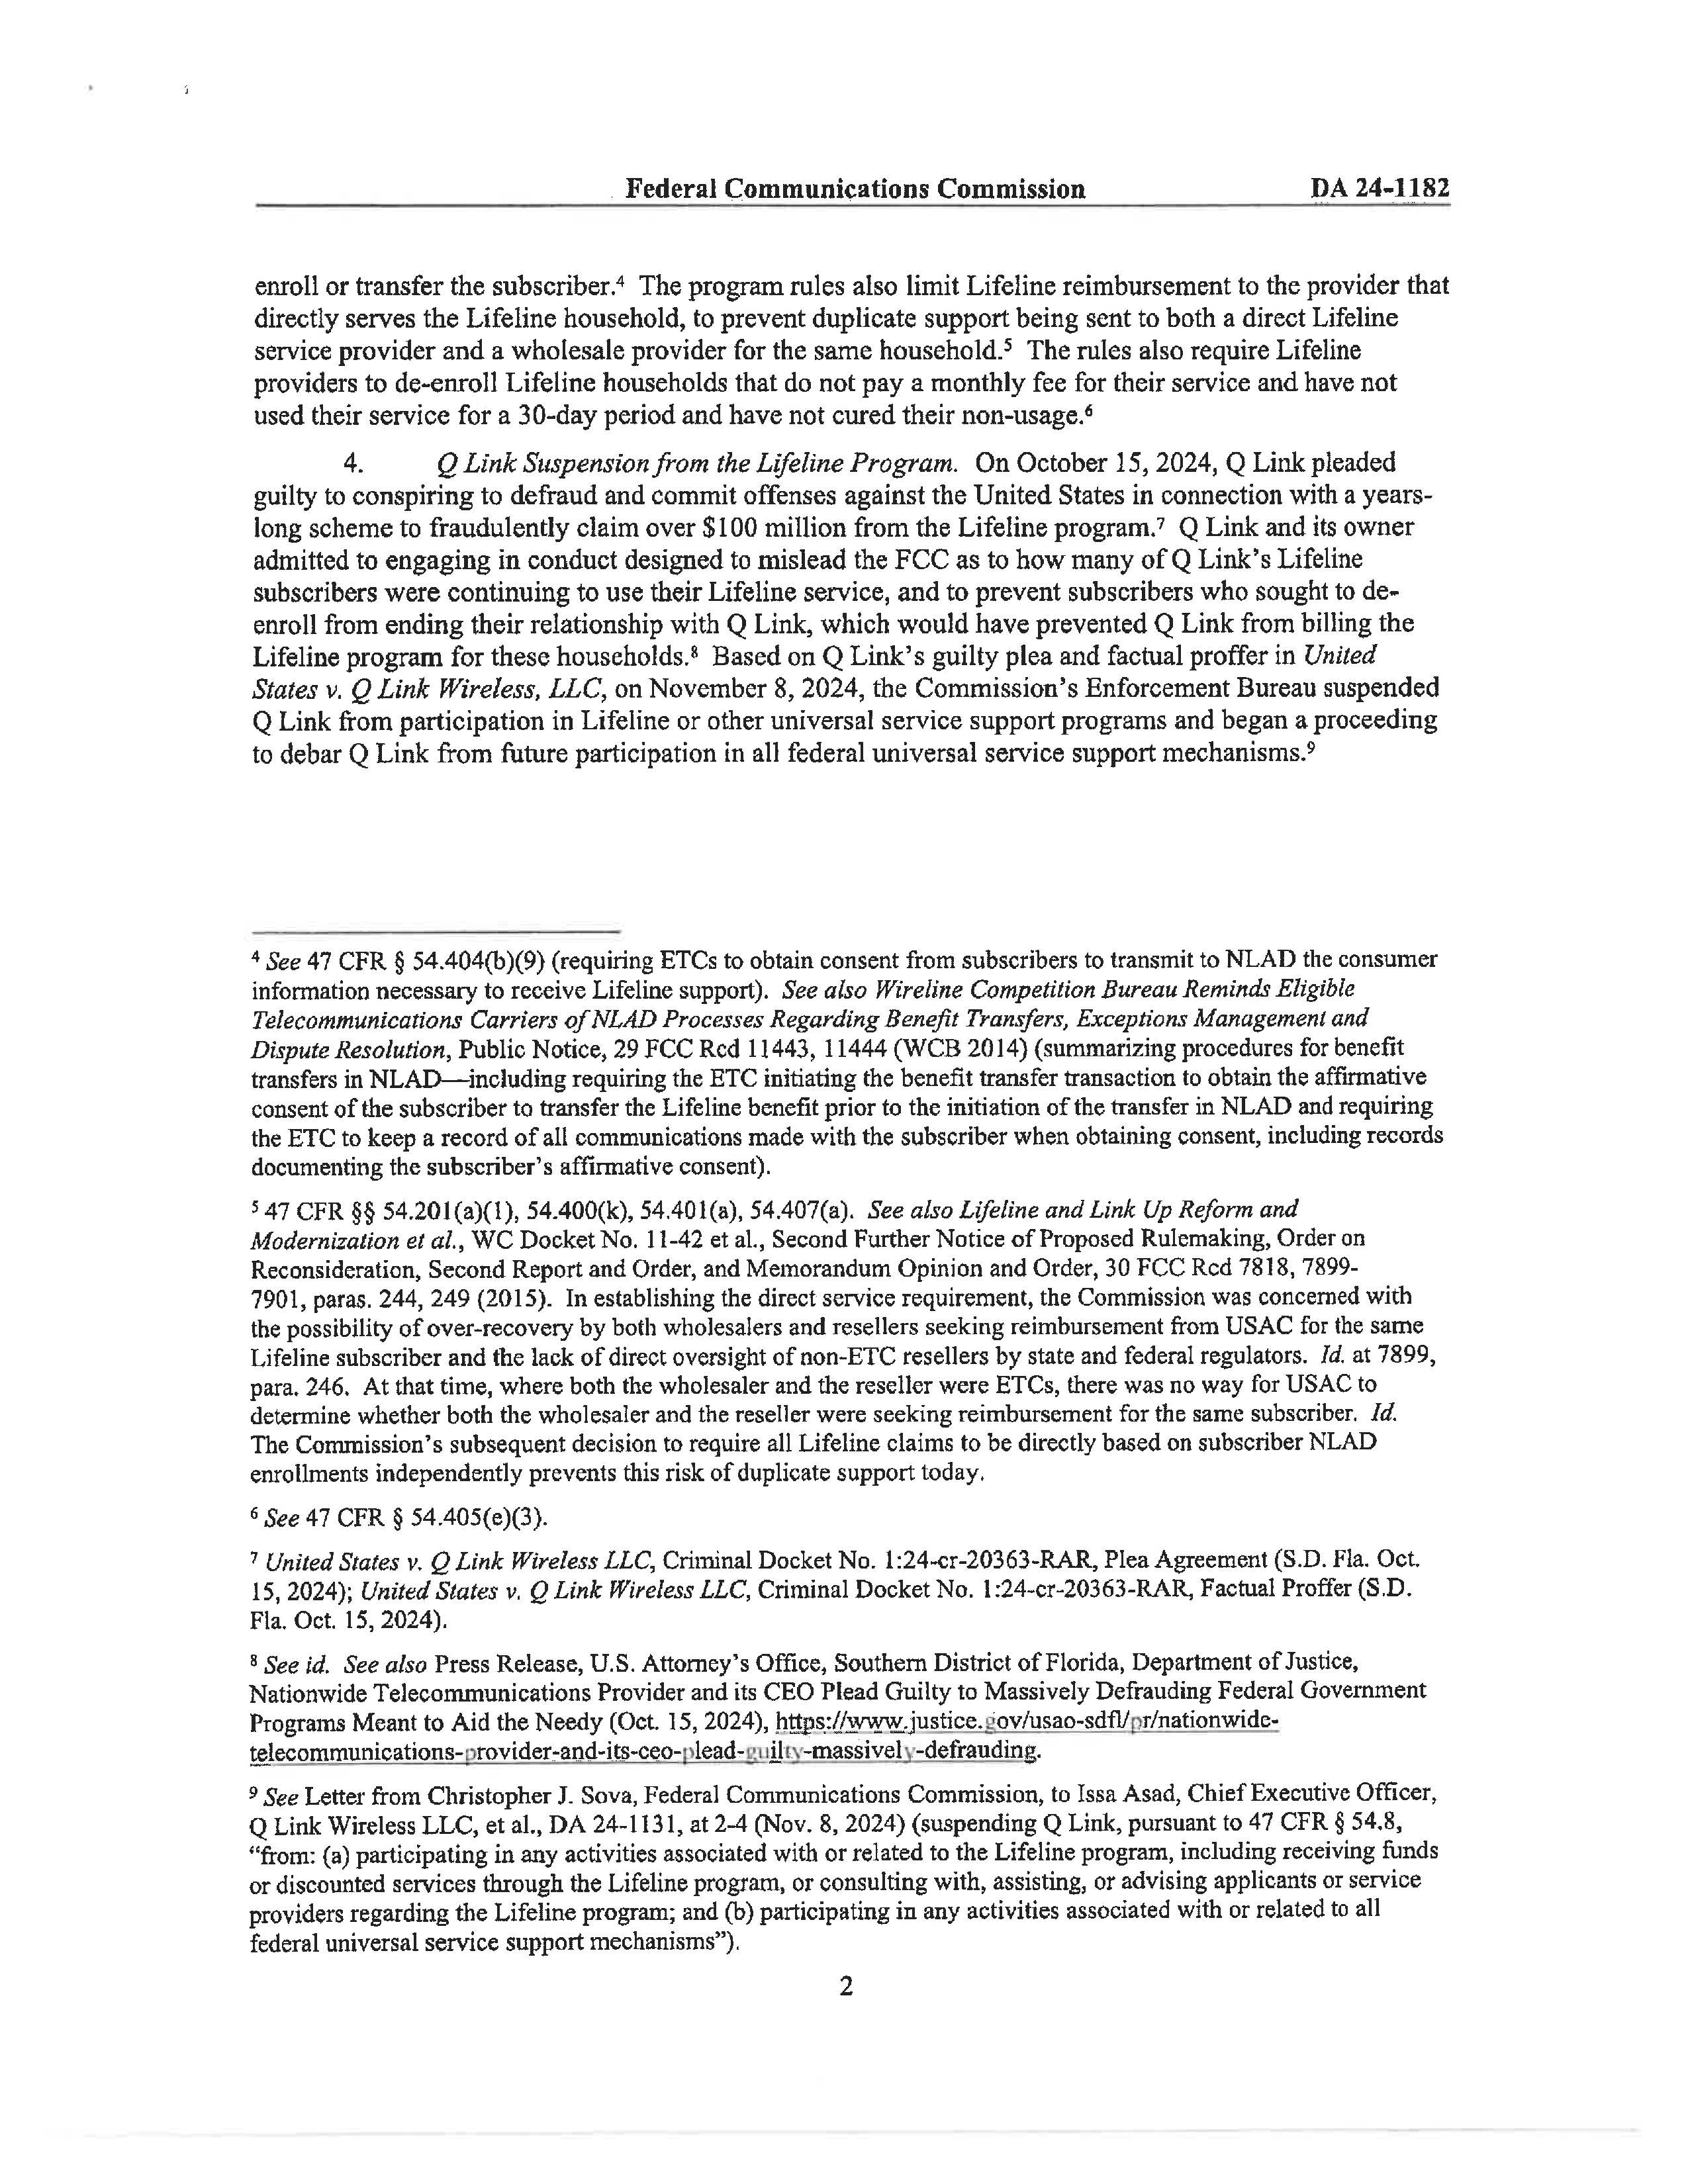 Federal Communications Commission DA 24-1182
enroll or transfer the subscriber.4 The program rules also limit Lifeline reimbursement to the provider that
directly serves the Lifeline household, to prevent duplicate support being sent to both a direct Lifeline
service provider and a wholesale provider for the same household.5 The rules also require Lifeline
providers to de-enroll Lifeline households that do not pay a monthly fee for their service and have not
used their service for a 30-day period and have not cured their non-usage.6
4. Q Link Suspension from the Lifeline Program. On October 15, 2024, Q Link pleaded
guilty to conspiring to defraud and commit offenses against the United States in connection with a years-
long scheme to fraudulently claim over $100 million from the Lifeline program.7 Q Link and its owner
admitted to engaging in conduct designed to mislead the FCC as to how many of Q Link's Lifeline
subscribers were continuing to use their Lifeline service, and to prevent subscribers who sought to de-
enroll from ending their relationship with Q Link, which would have prevented Q Link from billing the
Lifeline program for these households.8 Based on Q Link's guilty plea and factual proffer in United
States v. Q Link Wireless, LLC, on November 8, 2024, the Commission's Enforcement Bureau suspended
Q Link from participation in Lifeline or other universal service support programs and began a proceeding
to debar Q Link from future participation in all federal universal service support mechanisms.9
4 See 47 CFR § 54.404(b)(9) (requiring ETCs to obtain consent from subscribers to transmit to NLAD the consumer
information necessary to receive Lifeline support). See also Wireline Competition Bureau Reminds Eligible
Telecommunications Carriers of NLAD Processes Regarding Benefit Transfers, Exceptions Management and
Dispute Resolution, Public Notice, 29 FCC Rcd 11443, 11444 (WCB 2014) (summarizing procedures for benefit
transfers in NLAD—including requiring the ETC initiating the benefit transfer transaction to obtain the affirmative
consent of the subscriber to transfer the Lifeline benefit prior to the initiation of the transfer in NLAD and requiring
the ETC to keep a record of all communications made with the subscriber when obtaining consent, including records
documenting the subscriber's affirmative consent).
5 47 CFR §§ 54.201(a)(1), 54.400(k), 54.401(a), 54.407(a). See also Lifeline and Link Up Reform and
Modernization et al., WC Docket No. 11-42 et al., Second Further Notice of Proposed Rulemaking, Order on
Reconsideration, Second Report and Order, and Memorandum Opinion and Order, 30 FCC Rcd 7818, 7899-
7901, paras. 244, 249 (2015). In establishing the direct service requirement, the Commission was concerned with
the possibility of over-recovery by both wholesalers and resellers seeking reimbursement from USAC for the same
Lifeline subscriber and the lack of direct oversight of non-ETC resellers by state and federal regulators. Id. at 7899,
para. 246. At that time, where both the wholesaler and the reseller were ETCs, there was no way for USAC to
determine whether both the wholesaler and the reseller were seeking reimbursement for the same subscriber. Id.
The Commission's subsequent decision to require all Lifeline claims to be directly based on subscriber NLAD
enrollments independently prevents this risk of duplicate support today.
6 See 47 CFR § 54.405(e)(3).
7 United States v. Q Link Wireless LLC, Criminal Docket No. 1:24-cr-20363-RAR, Plea Agreement (S.D. Fla. Oct.
15, 2024); United States v. Q Link Wireless LLC, Criminal Docket No. 1:24-cr-20363-RAR, Factual Proffer (S.D.
Fla. Oct. 15, 2024).
8 See id. See also Press Release, U.S. Attorney's Office, Southern District of Florida, Department of Justice,
Nationwide Telecommunications Provider and its CEO Plead Guilty to Massively Defrauding Federal Government
Programs Meant to Aid the Needy (Oct. 15, 2024), https://www.justice.gov/usao-sdfl/pr/nationwide-
telecommunications-provider-and-its-ceo-plead-guilty-massively-defrauding.
9 See Letter from Christopher J. Sova, Federal Communications Commission, to Issa Asad, Chief Executive Officer,
Q Link Wireless LLC, et al., DA 24-1131, at 2-4 (Nov. 8, 2024) (suspending Q Link, pursuant to 47 CFR § 54.8,
"from: (a) participating in any activities associated with or related to the Lifeline program, including receiving funds
or discounted services through the Lifeline program, or consulting with, assisting, or advising applicants or service
providers regarding the Lifeline program; and (b) participating in any activities associated with or related to all
federal universal service support mechanisms").
2